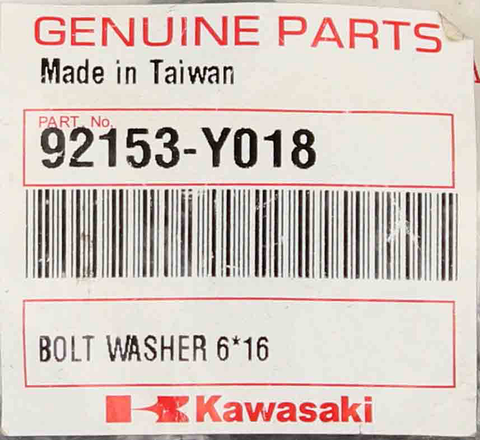 GENUINE PARTS
Made in Taiwan
PART. No.
92153-Y018
BOLT WASHER 6*16
Kawasaki